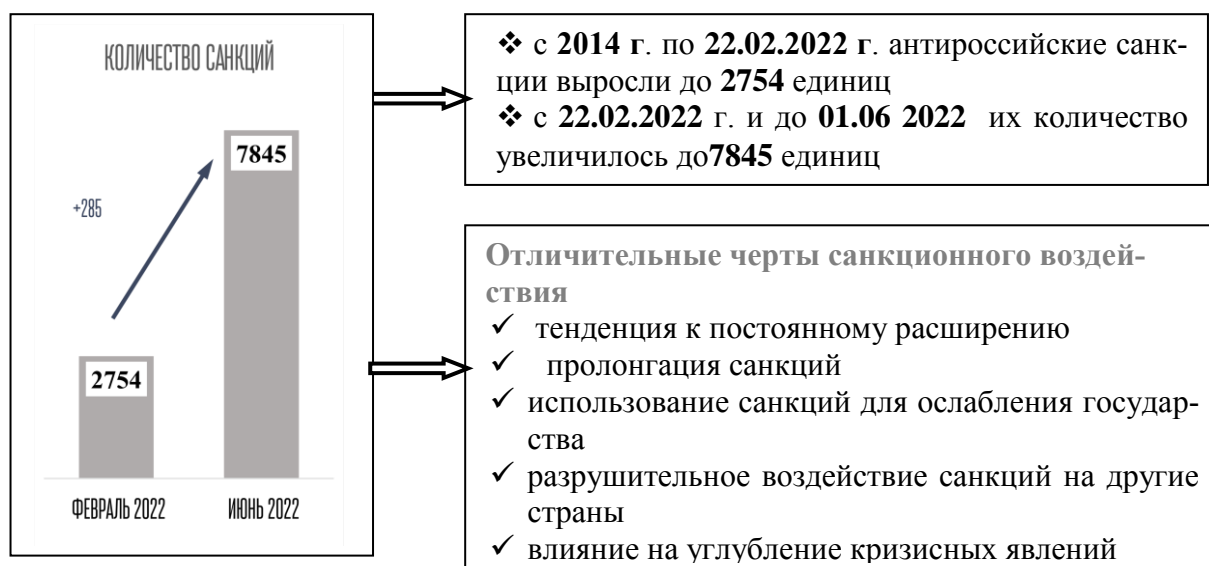 КОЛИЧЕСТВО САНКЦИЙ
7845
+285
2754
ФЕВРАЛЬ 2022 ИЮНЬ 2022
❖ с 2014 г. по 22.02.2022 г. антироссийские санк-
ции выросли до 2754 единиц
❖ с 22.02.2022 г. и до 01.06 2022 их количество
увеличилось до7845 единиц
Отличительные черты санкционного воздей-
ствия
✓ тенденция к постоянному расширению
✓ пролонгация санкций
✓ использование санкций для ослабления государ-
ства
✓ разрушительное воздействие санкций на другие
страны
✓ влияние на углубление кризисных явлений